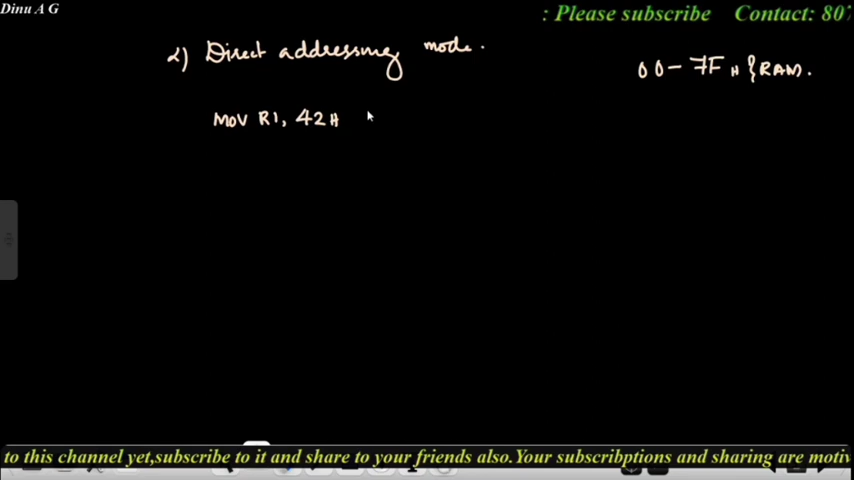 Dinu A G
: Please subscribe Contact: 80
2) Direct addressing mode.
00-7F H }RAM.
MOV R1, 42H
to this channel yet,subscribe to it and share to your friends also.Your subscribptions and sharing are motiv